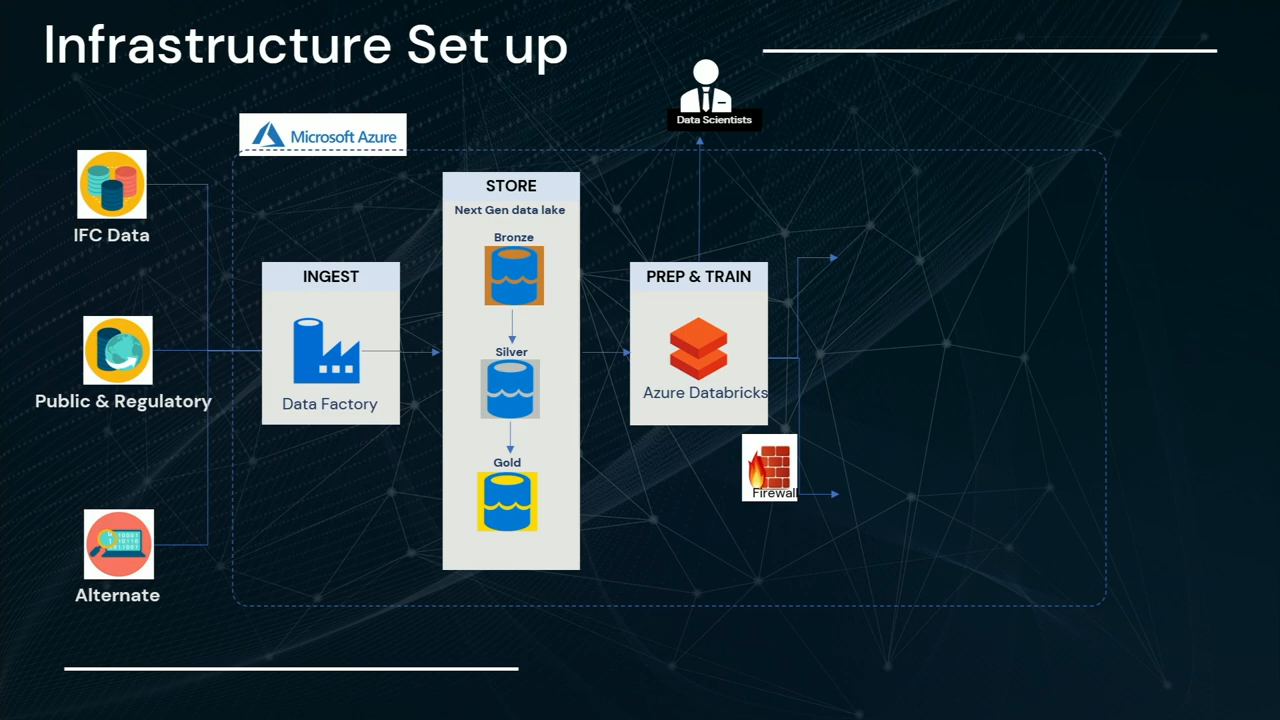 Infrastructure Set up
Data Scientists
Microsoft Azure
IFC Data
Public & Regulatory
Alternate
INGEST
Data Factory
STORE
Next Gen data lake
Bronze
Silver
Gold
PREP & TRAIN
Azure Databricks
Firewall